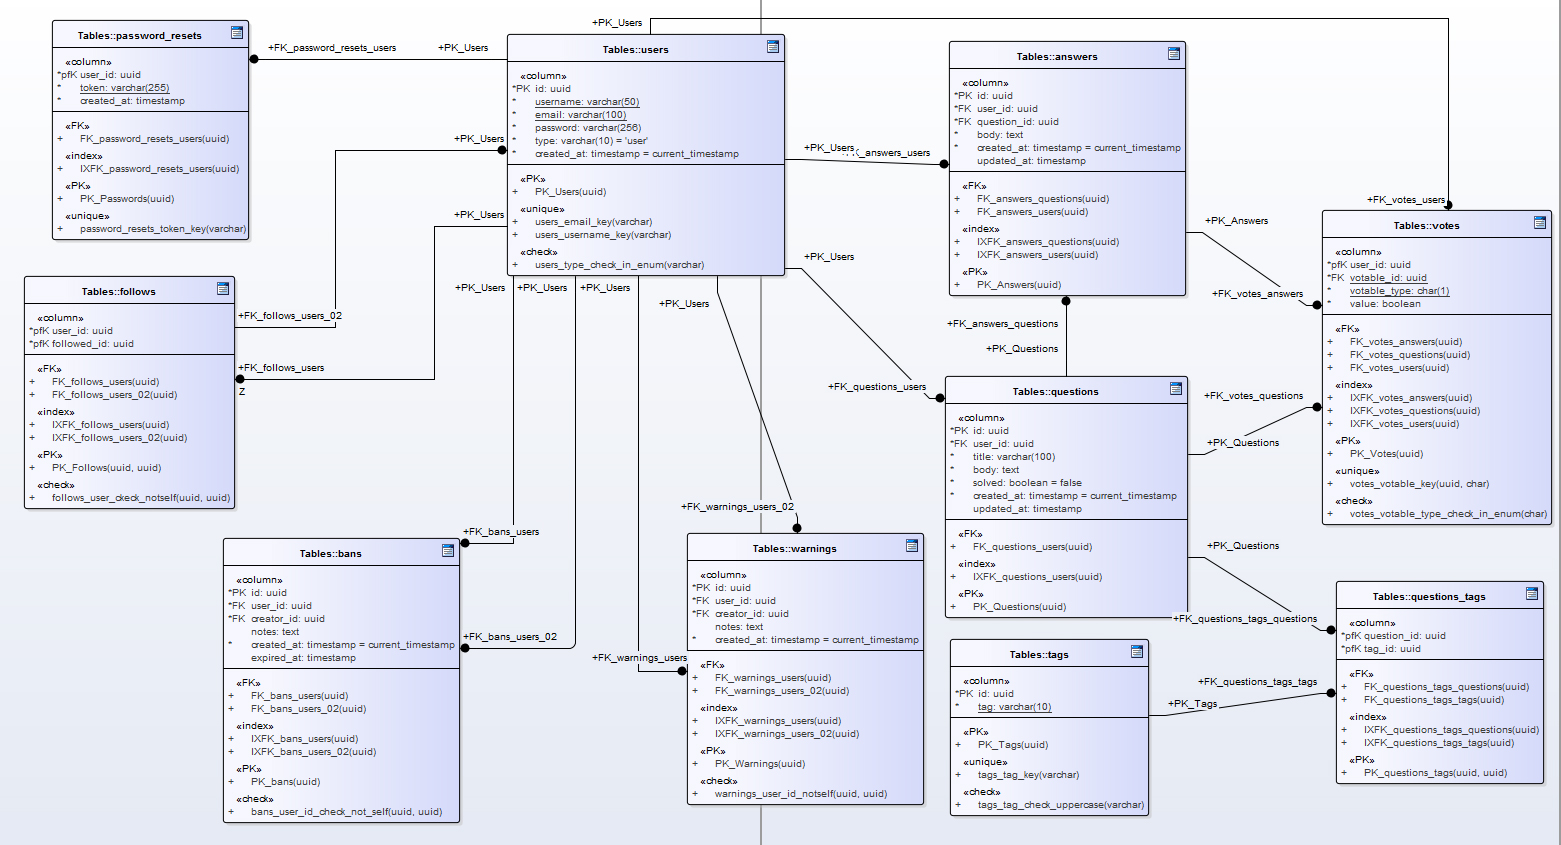 +PK_Users
Tables::password_resets
«column»
*pfK user_id: uuid
* token: varchar(255)
* created_at: timestamp
«FK»
+ FK_password_resets_users(uuid)
«index»
+ IXFK_password_resets_users(uuid)
«PK»
+ PK_Passwords(uuid)
«unique»
+ password_resets_token_key(varchar)
+FK_password_resets_users
+PK_Users
Tables::users
«column»
*PK id: uuid
* username: varchar(50)
* email: varchar(100)
* password: varchar(256)
* type: varchar(10) = 'user'
* created_at: timestamp = current_timestamp
«PK»
+ PK_Users(uuid)
«unique»
+ users_email_key(varchar)
+ users_username_key(varchar)
«check»
+ users_type_check_in_enum(varchar)
+PK_Users
+PK_Users
+PK_Users
_answers_users
Tables::answers
«column»
*PK id: uuid
*FK user_id: uuid
*FK question_id: uuid
* body: text
* created_at: timestamp = current_timestamp
updated_at: timestamp
«FK»
+ FK_answers_questions(uuid)
+ FK_answers_users(uuid)
«index»
+ IXFK_answers_questions(uuid)
+ IXFK_answers_users(uuid)
«PK»
+ PK_Answers(uuid)
+FK_votes_users
+PK_Answers
+FK_votes_answers
Tables::votes
«column»
*pfK user_id: uuid
*FK votable_id: uuid
* votable_type: char(1)
* value: boolean
«FK»
+ FK_votes_answers(uuid)
+ FK_votes_questions(uuid)
+ FK_votes_users(uuid)
«index»
+ IXFK_votes_answers(uuid)
+ IXFK_votes_questions(uuid)
+ IXFK_votes_users(uuid)
«PK»
+ PK_Votes(uuid)
«unique»
+ votes_votable_key(uuid, char)
«check»
+ votes_votable_type_check_in_enum(char)
Tables::follows
«column»
*pfK user_id: uuid
*pfK followed_id: uuid
«FK»
+ FK_follows_users(uuid)
+ FK_follows_users_02(uuid)
«index»
+ IXFK_follows_users(uuid)
+ IXFK_follows_users_02(uuid)
«PK»
+ PK_Follows(uuid, uuid)
«check»
+ follows_user_ckeck_notself(uuid, uuid)
+FK_follows_users_02
+FK_follows_users
Z
+PK_Users
+PK_Users
+PK_Users
+PK_Users
+PK_Users
+FK_answers_questions
+PK_Questions
+FK_questions_users
Tables::questions
«column»
*PK id: uuid
*FK user_id: uuid
* title: varchar(100)
* body: text
* solved: boolean = false
* created_at: timestamp = current_timestamp
updated_at: timestamp
«FK»
+ FK_questions_users(uuid)
«index»
+ IXFK_questions_users(uuid)
«PK»
+ PK_Questions(uuid)
+FK_votes_questions
+PK_Questions
+PK_Questions
+FK_questions_tags_questions
+FK_bans_users
+FK_bans_users_02
Tables::bans
«column»
*PK id: uuid
*FK user_id: uuid
*FK creator_id: uuid
notes: text
* created_at: timestamp = current_timestamp
expired_at: timestamp
«FK»
+ FK_bans_users(uuid)
+ FK_bans_users_02(uuid)
«index»
+ IXFK_bans_users(uuid)
+ IXFK_bans_users_02(uuid)
«PK»
+ PK_bans(uuid)
«check»
+ bans_user_id_check_not_self(uuid, uuid)
+FK_warnings_users_02
+FK_warnings_users
Tables::warnings
«column»
*PK id: uuid
*FK user_id: uuid
*FK creator_id: uuid
notes: text
* created_at: timestamp = current_timestamp
«FK»
+ FK_warnings_users(uuid)
+ FK_warnings_users_02(uuid)
«index»
+ IXFK_warnings_users(uuid)
+ IXFK_warnings_users_02(uuid)
«PK»
+ PK_Warnings(uuid)
«check»
+ warnings_user_id_notself(uuid, uuid)
Tables::tags
«column»
*PK id: uuid
* tag: varchar(10)
«PK»
+ PK_Tags(uuid)
«unique»
+ tags_tag_key(varchar)
«check»
+ tags_tag_check_uppercase(varchar)
+FK_questions_tags_tags
+PK_Tags
Tables::questions_tags
«column»
*pfK question_id: uuid
*pfK tag_id: uuid
«FK»
+ FK_questions_tags_questions(uuid)
+ FK_questions_tags_tags(uuid)
«index»
+ IXFK_questions_tags_questions(uuid)
+ IXFK_questions_tags_tags(uuid)
«PK»
+ PK_questions_tags(uuid, uuid)